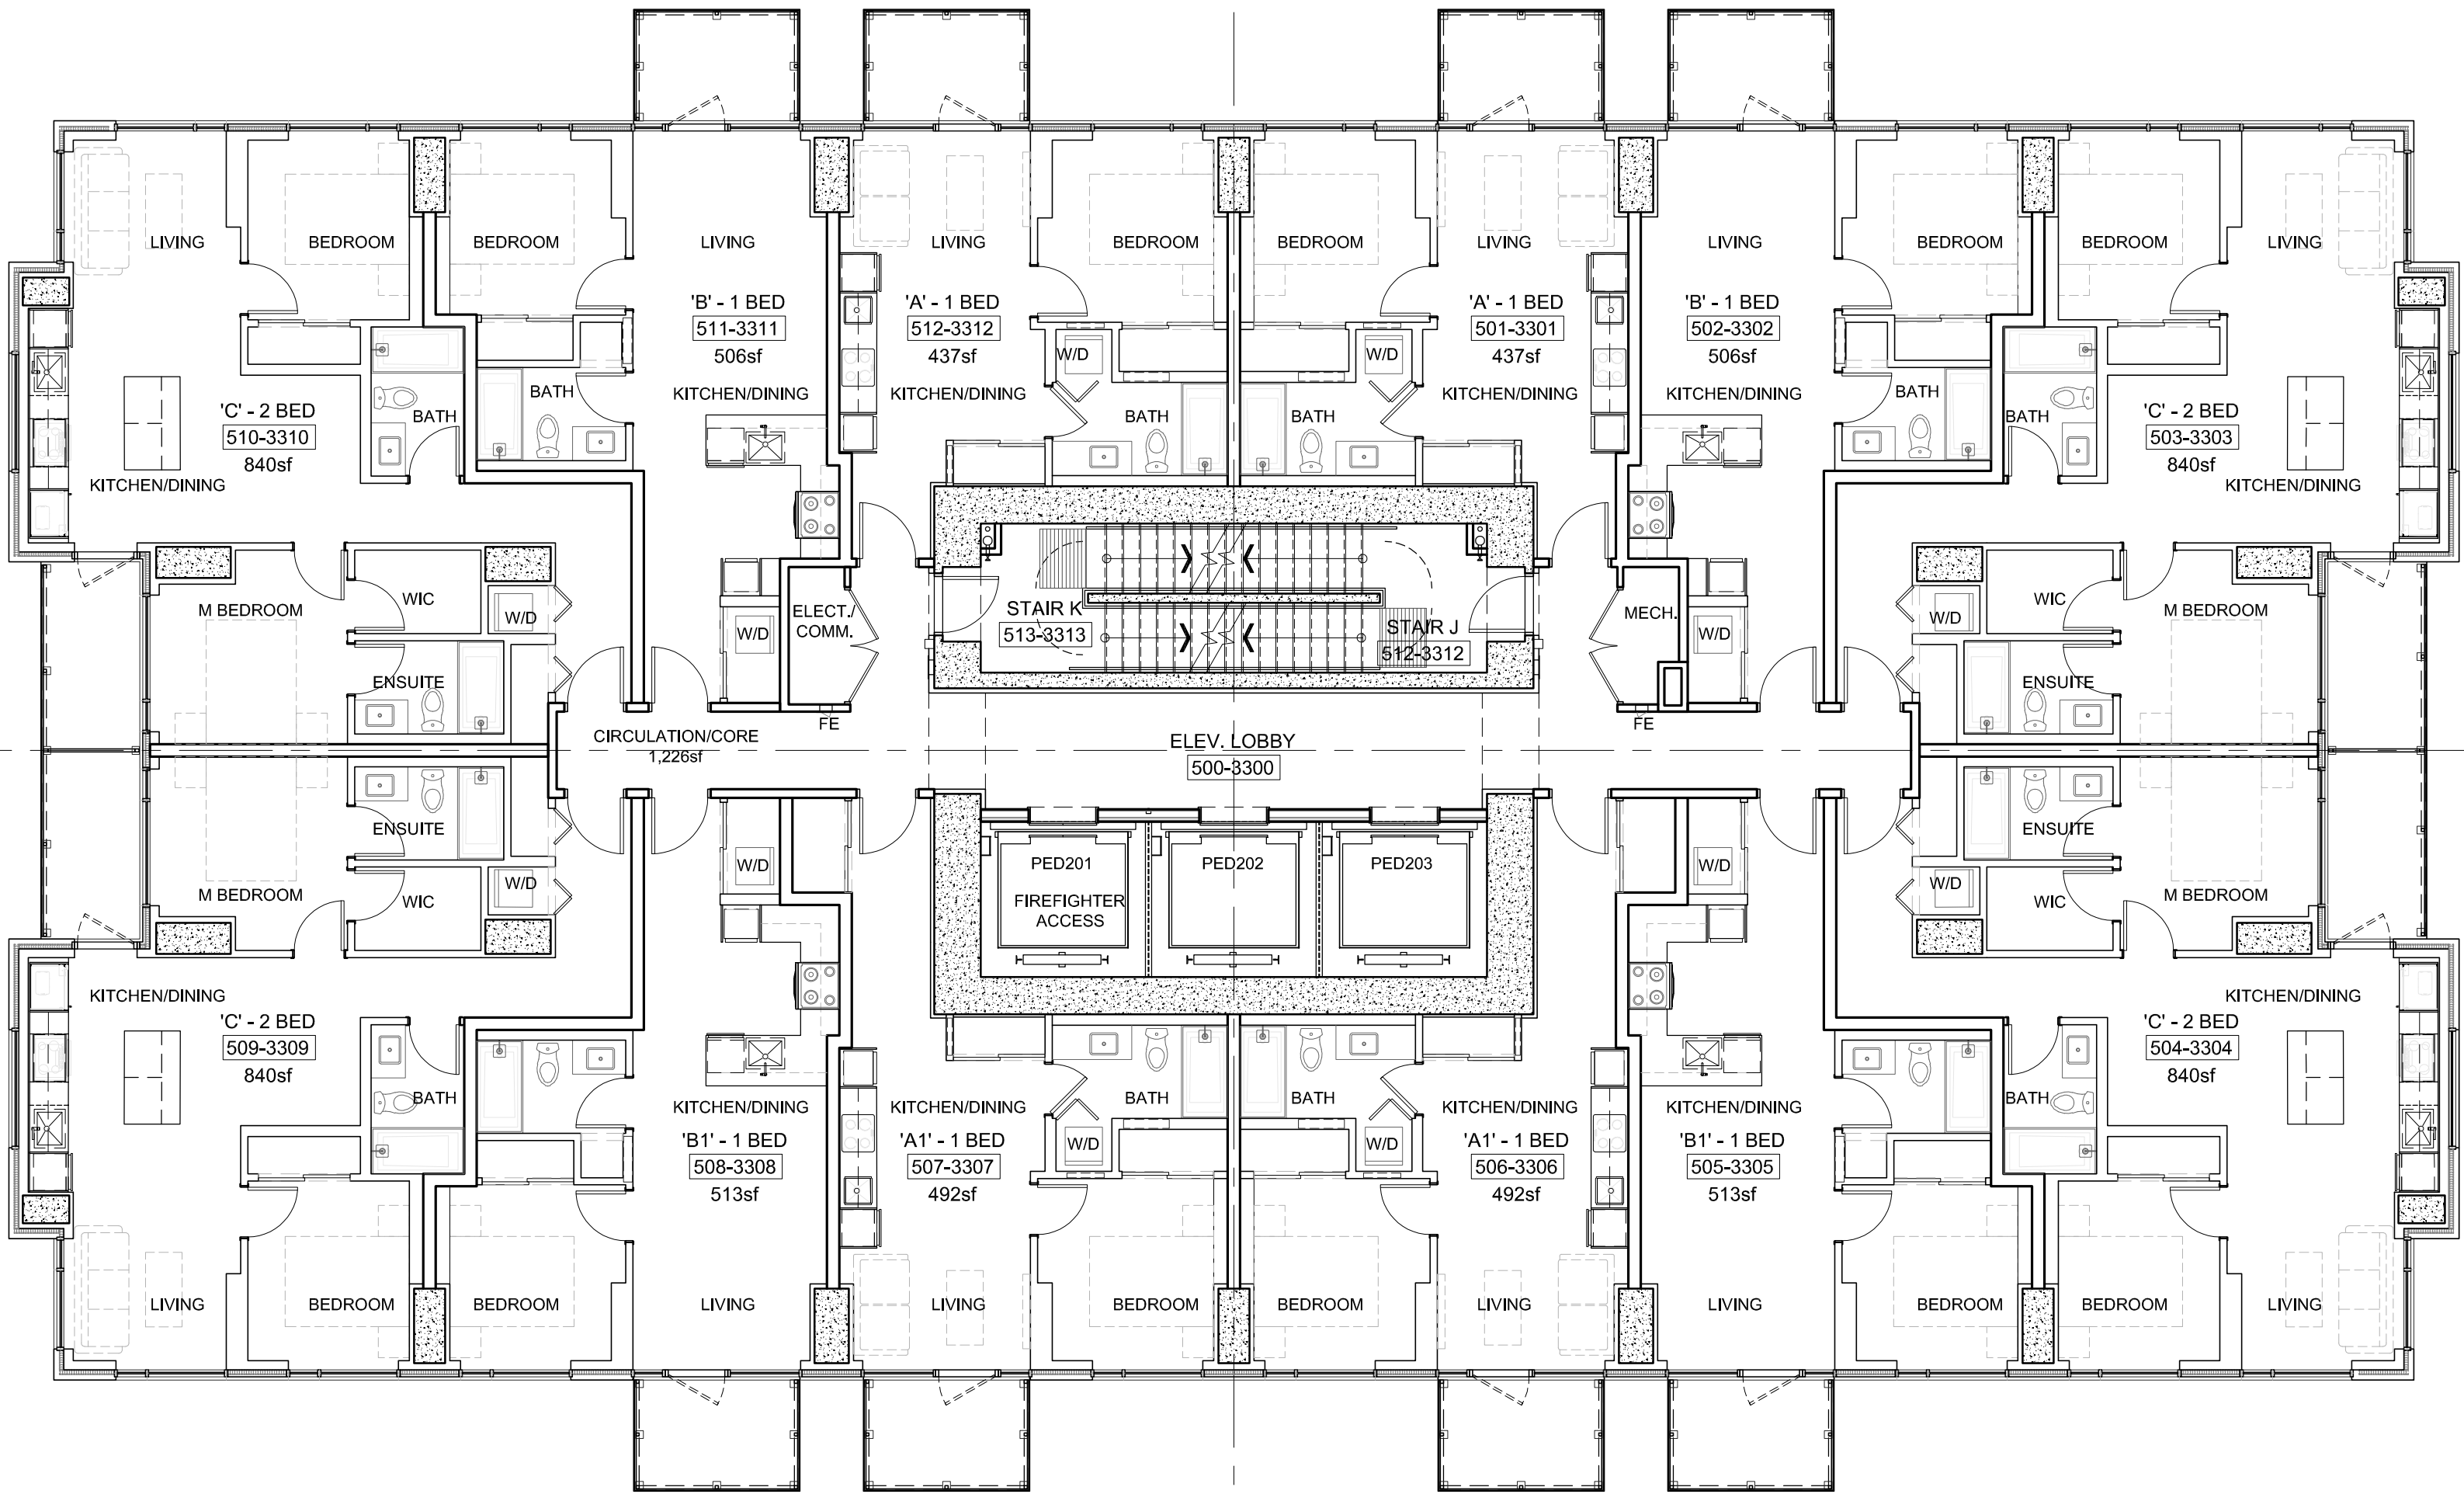 LIVING
BEDROOM
BEDROOM
LIVING
LIVING
BEDROOM
BEDROOM
LIVING
LIVING
BEDROOM
BEDROOM
LIVING
'B' - 1 BED
511-3311
506sf
KITCHEN/DINING
'A' - 1 BED
512-3312
437sf
KITCHEN/DINING
W/D
W/D
'A' - 1 BED
501-3301
437sf
KITCHEN/DINING
'B' - 1 BED
502-3302
506sf
KITCHEN/DINING
'C' - 2 BED
510-3310
840sf
KITCHEN/DINING
BATH
BATH
BATH
BATH
BATH
BATH
'C' - 2 BED
503-3303
840sf
KITCHEN/DINING
M BEDROOM
WIC
W/D
ENSUITE
W/D
ELECT./
COMM.
STAIR K
513-3313
STAIR J
512-3312
MECH.
W/D
W/D
WIC
M BEDROOM
ENSUITE
FE
FE
CIRCULATION/CORE
1,226sf
ELEV. LOBBY
500-3300
ENSUITE
M BEDROOM
WIC
W/D
W/D
PED201
FIREFIGHTER
ACCESS
PED202
PED203
W/D
W/D
ENSUITE
WIC
M BEDROOM
KITCHEN/DINING
'C' - 2 BED
509-3309
840sf
BATH
KITCHEN/DINING
'B1' - 1 BED
508-3308
513sf
KITCHEN/DINING
'A1' - 1 BED
507-3307
492sf
BATH
W/D
BATH
W/D
KITCHEN/DINING
'A1' - 1 BED
506-3306
492sf
KITCHEN/DINING
'B1' - 1 BED
505-3305
513sf
BATH
KITCHEN/DINING
'C' - 2 BED
504-3304
840sf
LIVING
BEDROOM
BEDROOM
LIVING
LIVING
BEDROOM
BEDROOM
LIVING
LIVING
BEDROOM
BEDROOM
LIVING